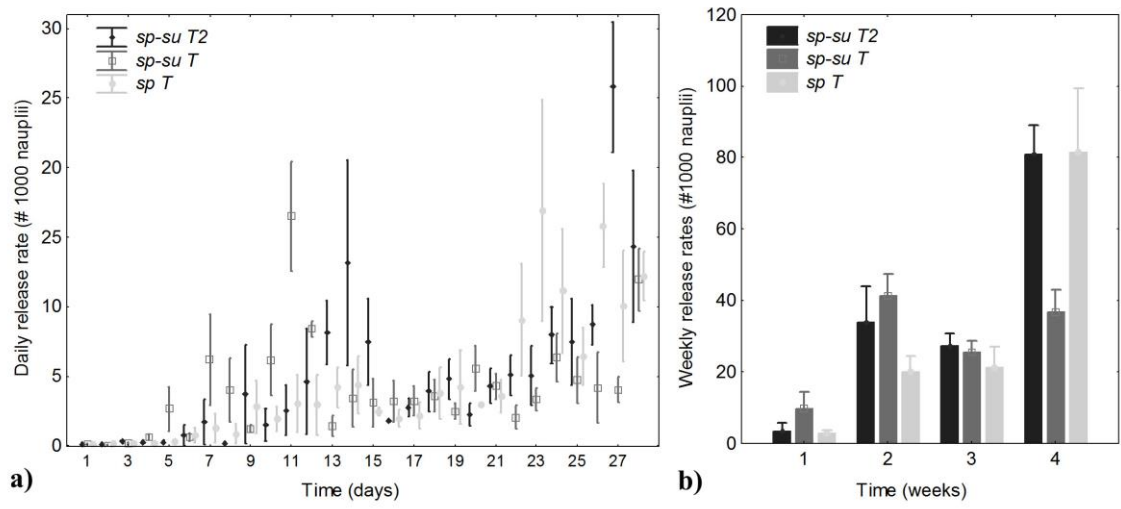 30
25
20
15
10
5
0
Daily release rate (# 1000 nauplii)
sp-su T2
sp-su T
sp T
1 3 5 7 9 11 13 15 17 19 21 23 25 27
Time (days)
a)
120
100
80
60
40
20
0
Weekly release rates (#1000 nauplii)
sp-su T2
sp-su T
sp T
1 2 3 4
Time (weeks)
b)